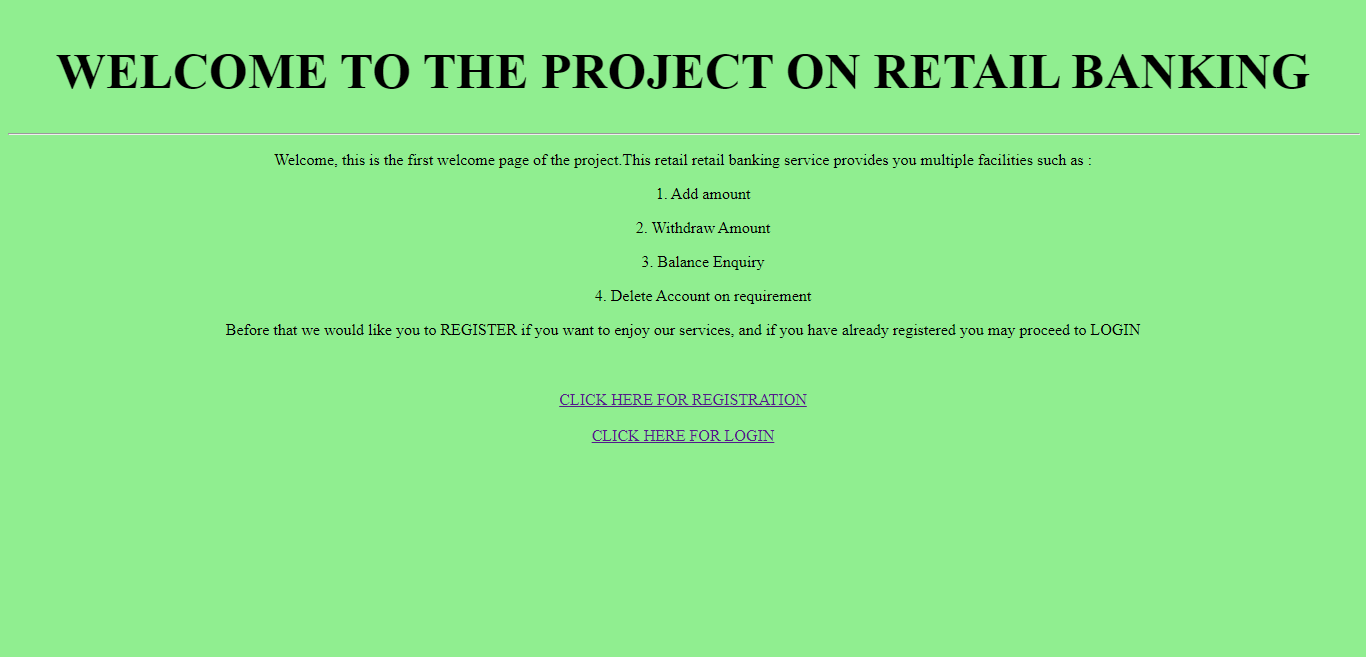 WELCOME TO THE PROJECT ON RETAIL BANKING
Welcome, this is the first welcome page of the project.This retail retail banking service provides you multiple facilities such as :
1. Add amount
2. Withdraw Amount
3. Balance Enquiry
4. Delete Account on requirement
Before that we would like you to REGISTER if you want to enjoy our services, and if you have already registered you may proceed to LOGIN
CLICK HERE FOR REGISTRATION
CLICK HERE FOR LOGIN